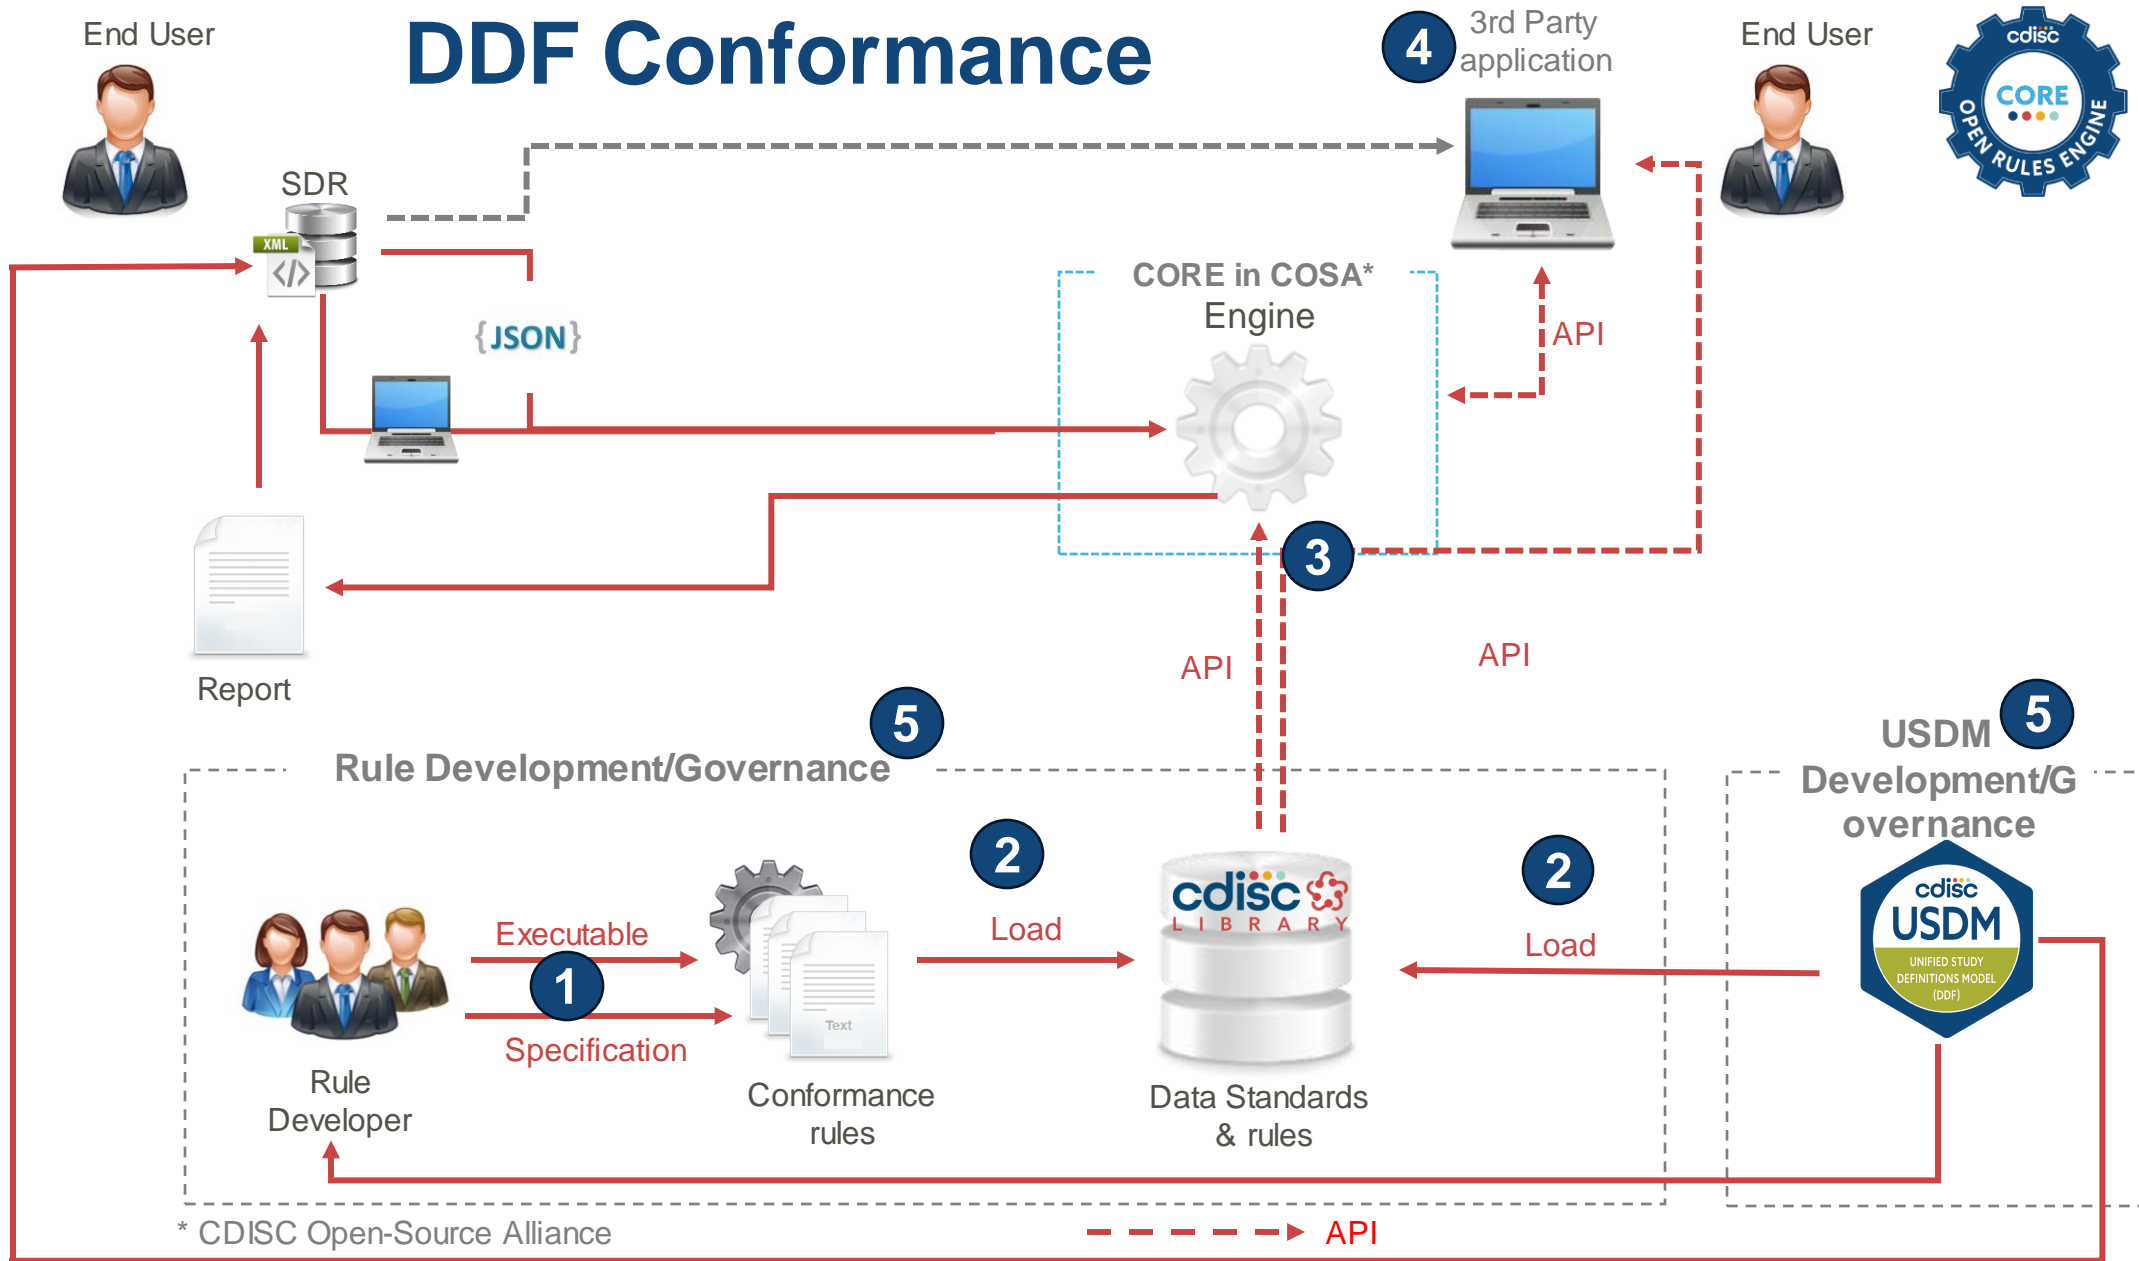 End User
DDF Conformance
4
3rd Party
application
End User
cdisc
CORE
OPEN RULES ENGINE
SDR
XML
</>
{JSON}
CORE in COSA*
Engine
API
3
API
API
Report
5
Rule Development/Governance
5
USDM
Development/G
overnance
2
Load
2
Load
cdisc
LIBRARY
cdisc
USDM
UNIFIED STUDY
DEFINITIONS MODEL
(DDF)
Executable
1
Specification
Text
Rule
Developer
Conformance
rules
Data Standards
& rules
* CDISC Open-Source Alliance
API